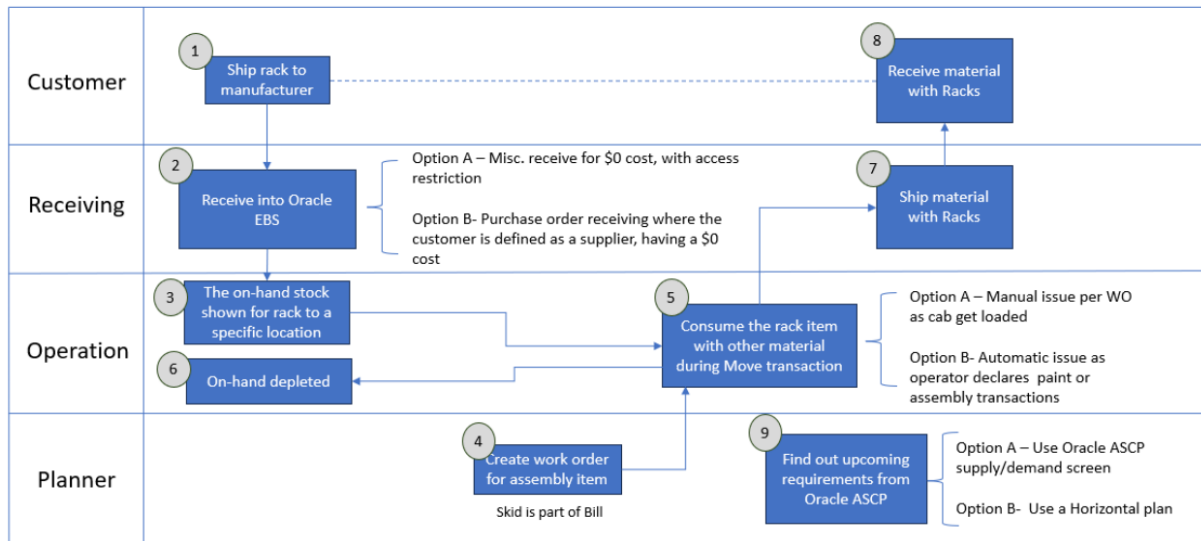 Customer
1
Ship rack to
manufacturer
8
Receive material
with Racks
Receiving
2
Receive into Oracle
EBS
Option A – Misc. receive for $0 cost, with access
restriction
Option B- Purchase order receiving where the
customer is defined as a supplier, having a $0
cost
7
Ship material
with Racks
Operation
3
The on-hand stock
shown for rack to a
specific location
6
On-hand depleted
5
Consume the rack item
with other material
during Move transaction
Option A – Manual issue per WO
as cab get loaded
Option B- Automatic issue as
operator declares paint or
assembly transactions
Planner
4
Create work order
for assembly item
Skid is part of Bill
9
Find out upcoming
requirements from
Oracle ASCP
Option A – Use Oracle ASCP
supply/demand screen
Option B- Use a Horizontal plan